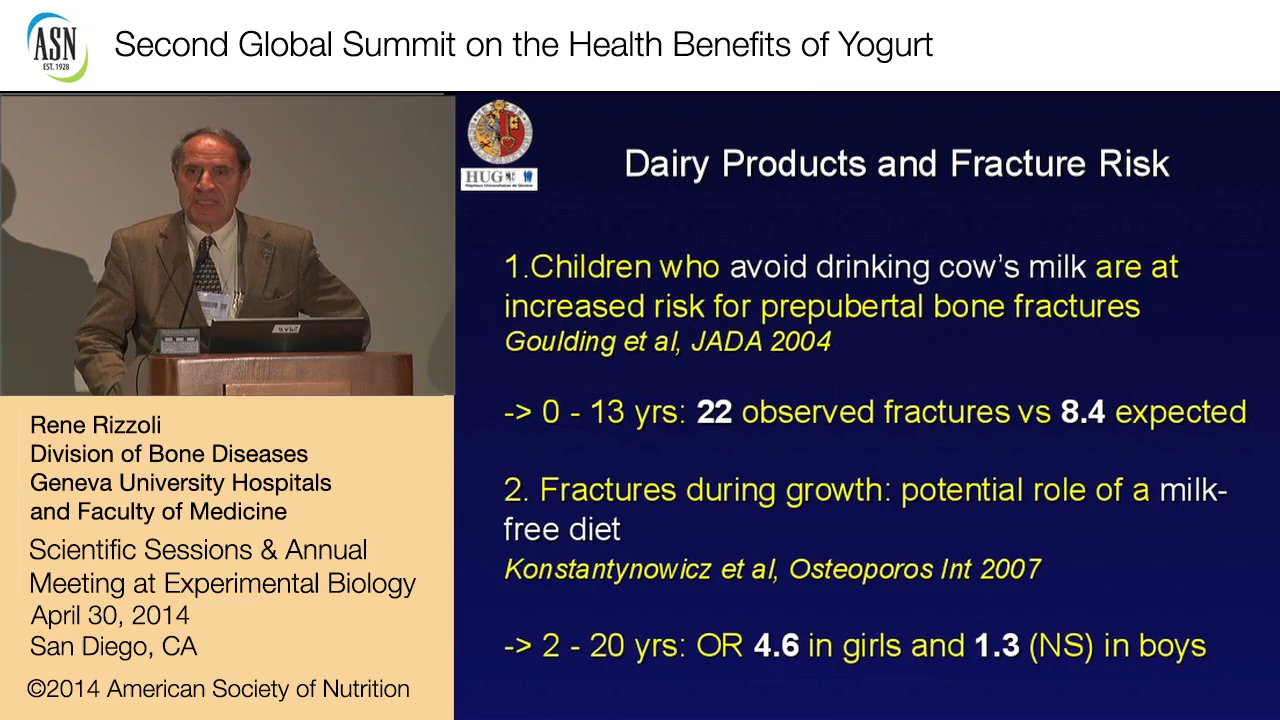 ASN
EST. 1928
Second Global Summit on the Health Benefits of Yogurt
HUG
Hôpitaux Universitaires de Genève
Dairy Products and Fracture Risk
1.Children who avoid drinking cow's milk are at
increased risk for prepubertal bone fractures
Goulding et al, JADA 2004
-> 0 - 13 yrs: 22 observed fractures vs 8.4 expected
2. Fractures during growth: potential role of a milk-
free diet
Konstantynowicz et al, Osteoporos Int 2007
-> 2 - 20 yrs: OR 4.6 in girls and 1.3 (NS) in boys
Rene Rizzoli
Division of Bone Diseases
Geneva University Hospitals
and Faculty of Medicine
Scientific Sessions & Annual
Meeting at Experimental Biology
April 30, 2014
San Diego, CA
©2014 American Society of Nutrition